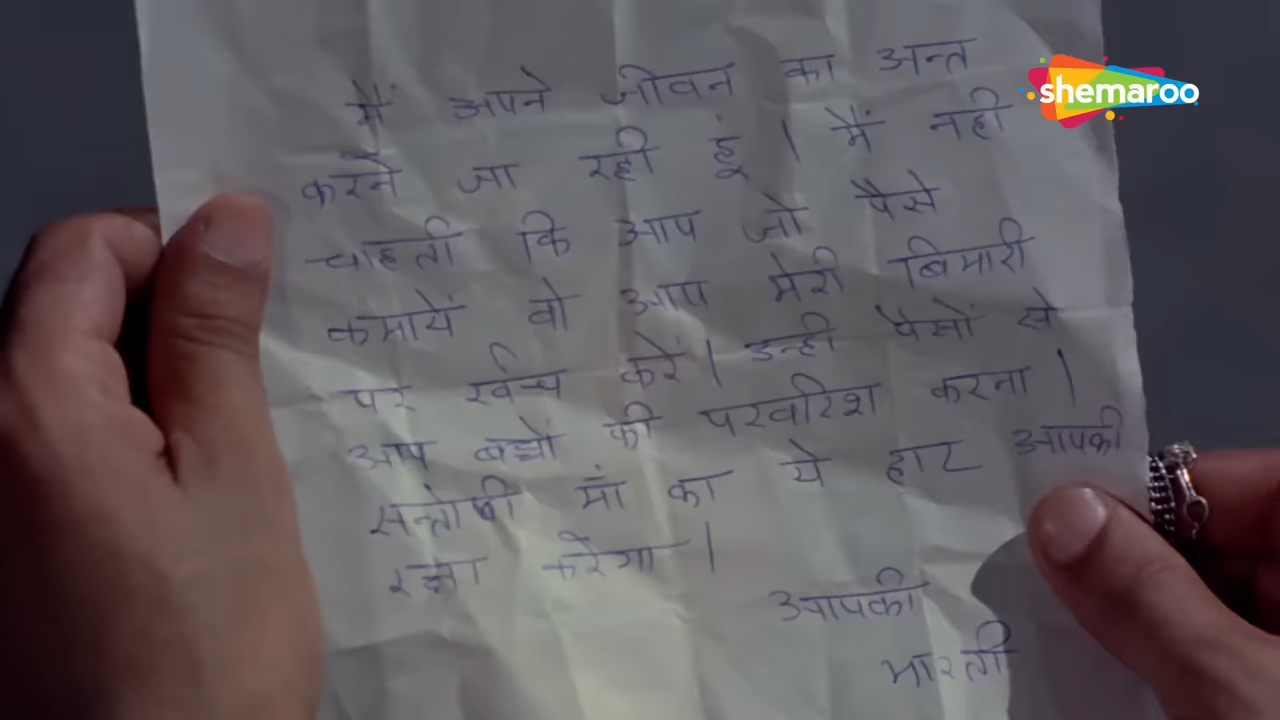 shemaroo
मैं अपने जीवन का अन्त
करने जा रही हूं। मैं नही
चाहती कि आप जो पैसे
कमायें वो आप मेरी बिमारी
पर खर्च करें। इन्ही पैसों से
आप बच्चों की परवरिश करना।
सन्तोषी माँ का ये हार आपकी
रक्षा करेगा।
आपकी
भारती